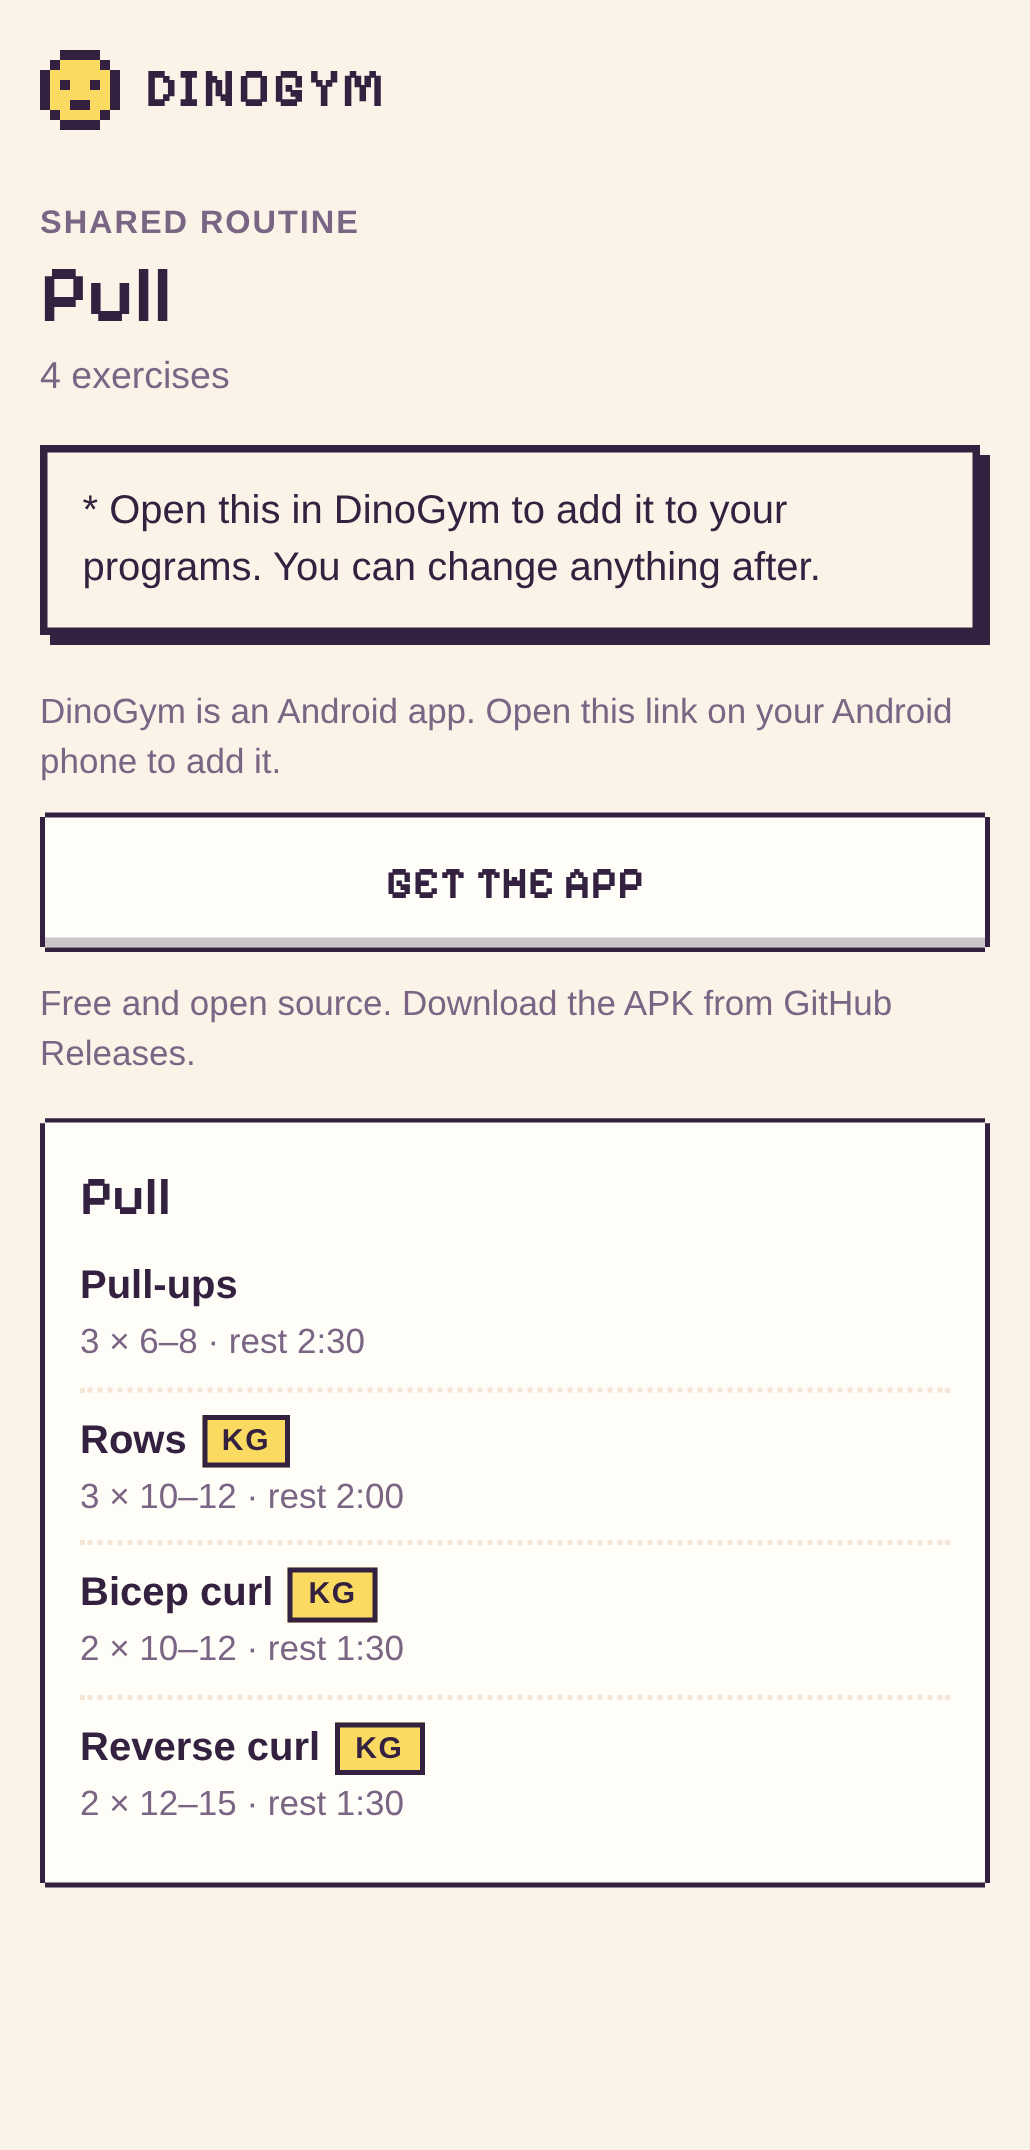 DINOGYM
SHARED ROUTINE
Pull
4 exercises
* Open this in DinoGym to add it to your
programs. You can change anything after.
DinoGym is an Android app. Open this link on your Android
phone to add it.
GET THE APP
Free and open source. Download the APK from GitHub
Releases.
Pull
Pull-ups
3 × 6–8 · rest 2:30
Rows KG
3 × 10–12 · rest 2:00
Bicep curl KG
2 × 10–12 · rest 1:30
Reverse curl KG
2 × 12–15 · rest 1:30